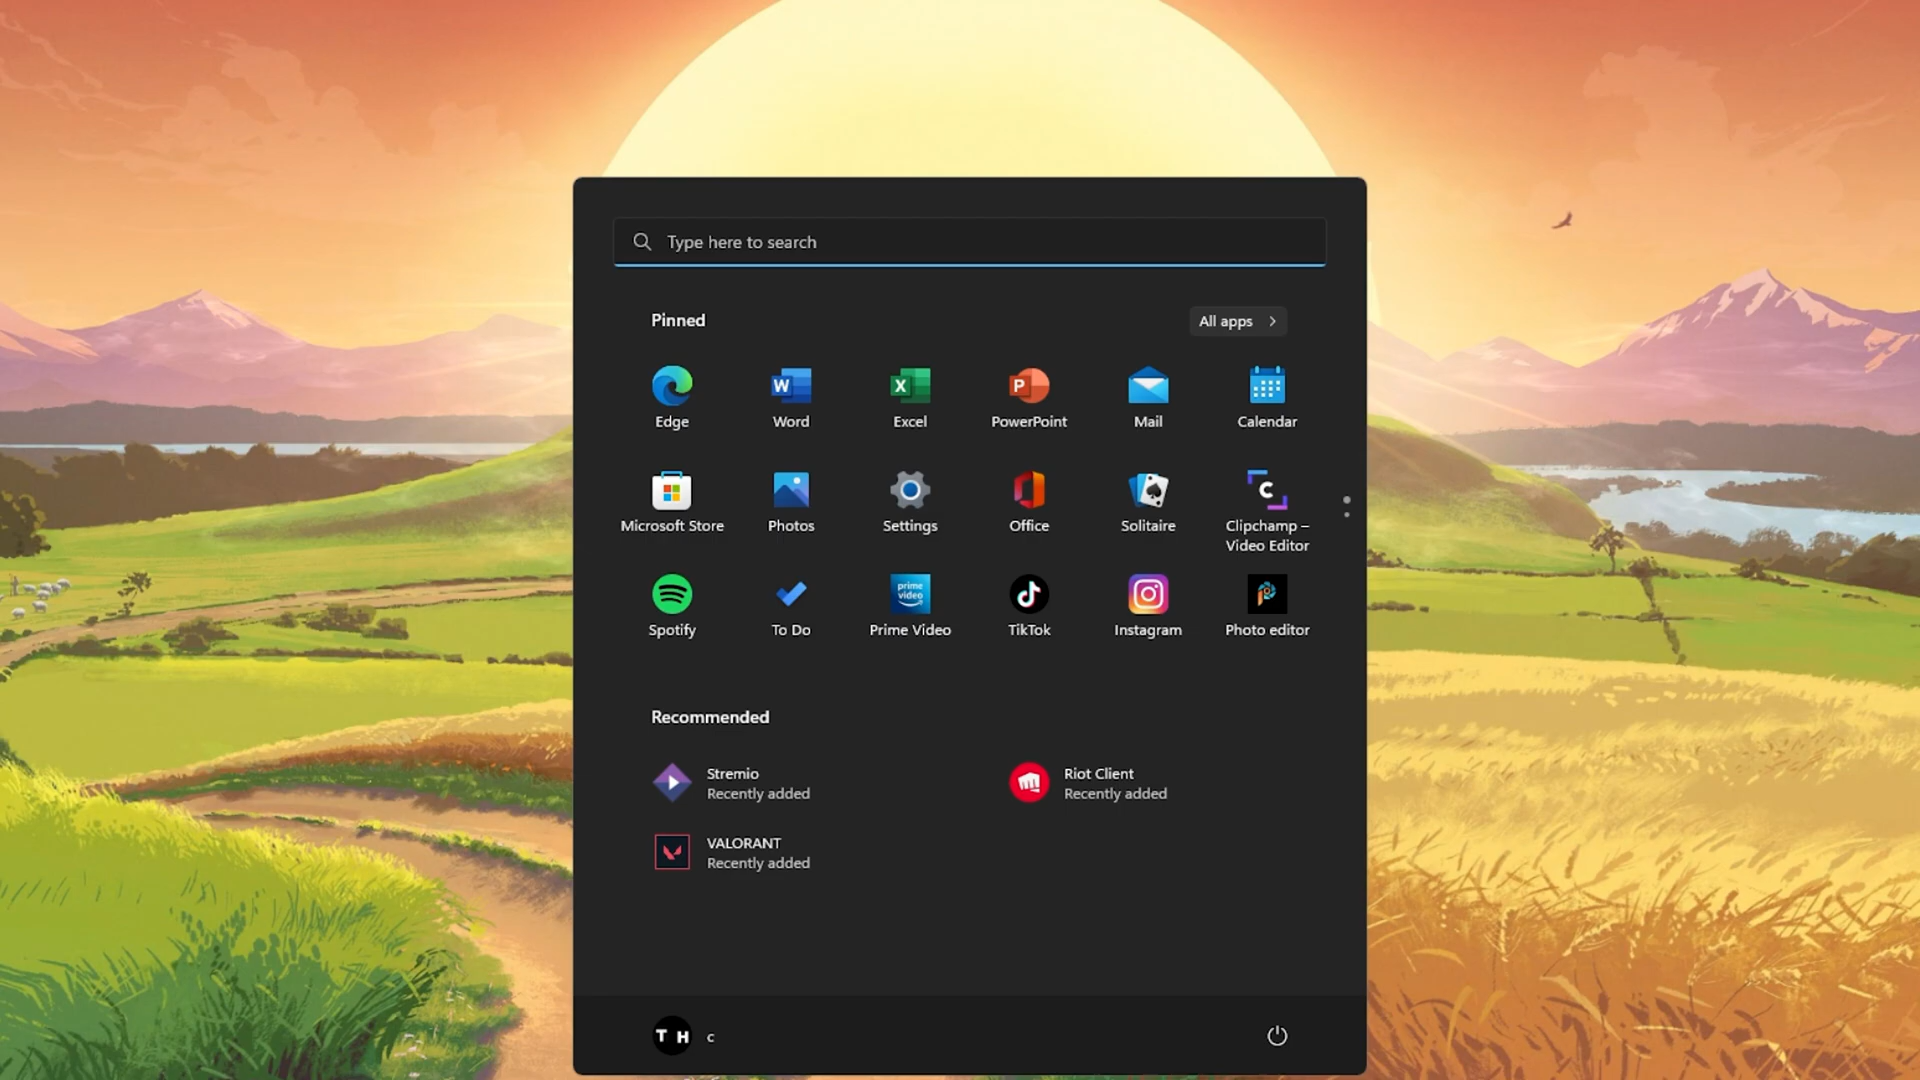 Type here to search
Pinned
All apps
Edge
Word
Excel
PowerPoint
Mail
Calendar
Microsoft Store
Photos
Settings
Office
Solitaire
Clipchamp –
Video Editor
prime
video
Spotify
To Do
Prime Video
TikTok
Instagram
Photo editor
Recommended
Stremio
Recently added
Riot Client
Recently added
VALORANT
Recently added
T H
c